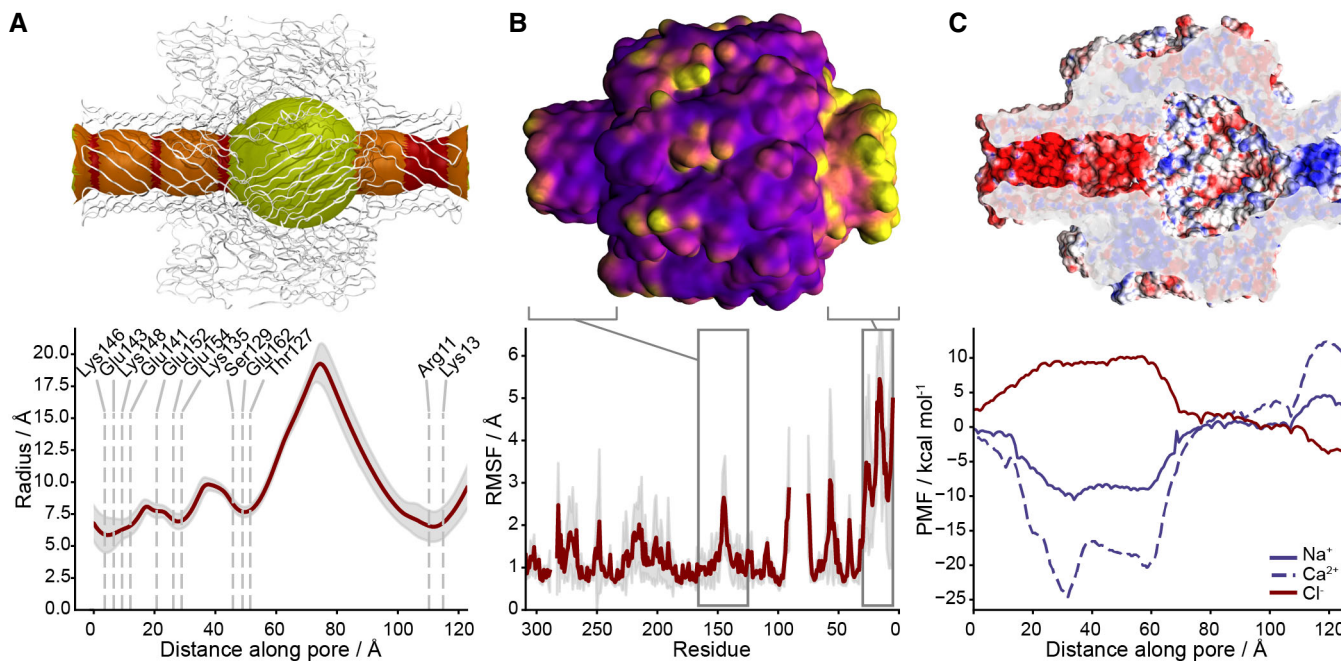 A
B
C
Radius / Å
20.0
17.5
15.0
12.5
10.0
7.5
5.0
2.5
0.0
Lys146
Glu143
Lys148
Glu141
Glu152
Glu154
Lys135
Ser129
Glu162
Thr127
Arg11
Lys13
0 20 40 60 80 100 120
Distance along pore / Å
RMSF / Å
6
5
4
3
2
1
0
300 250 200 150 100 50 0
Residue
PMF / kcal mol⁻¹
10
5
0
−5
−10
−15
−20
−25
Na⁺
Ca²⁺
Cl⁻
0 20 40 60 80 100 120
Distance along pore / Å